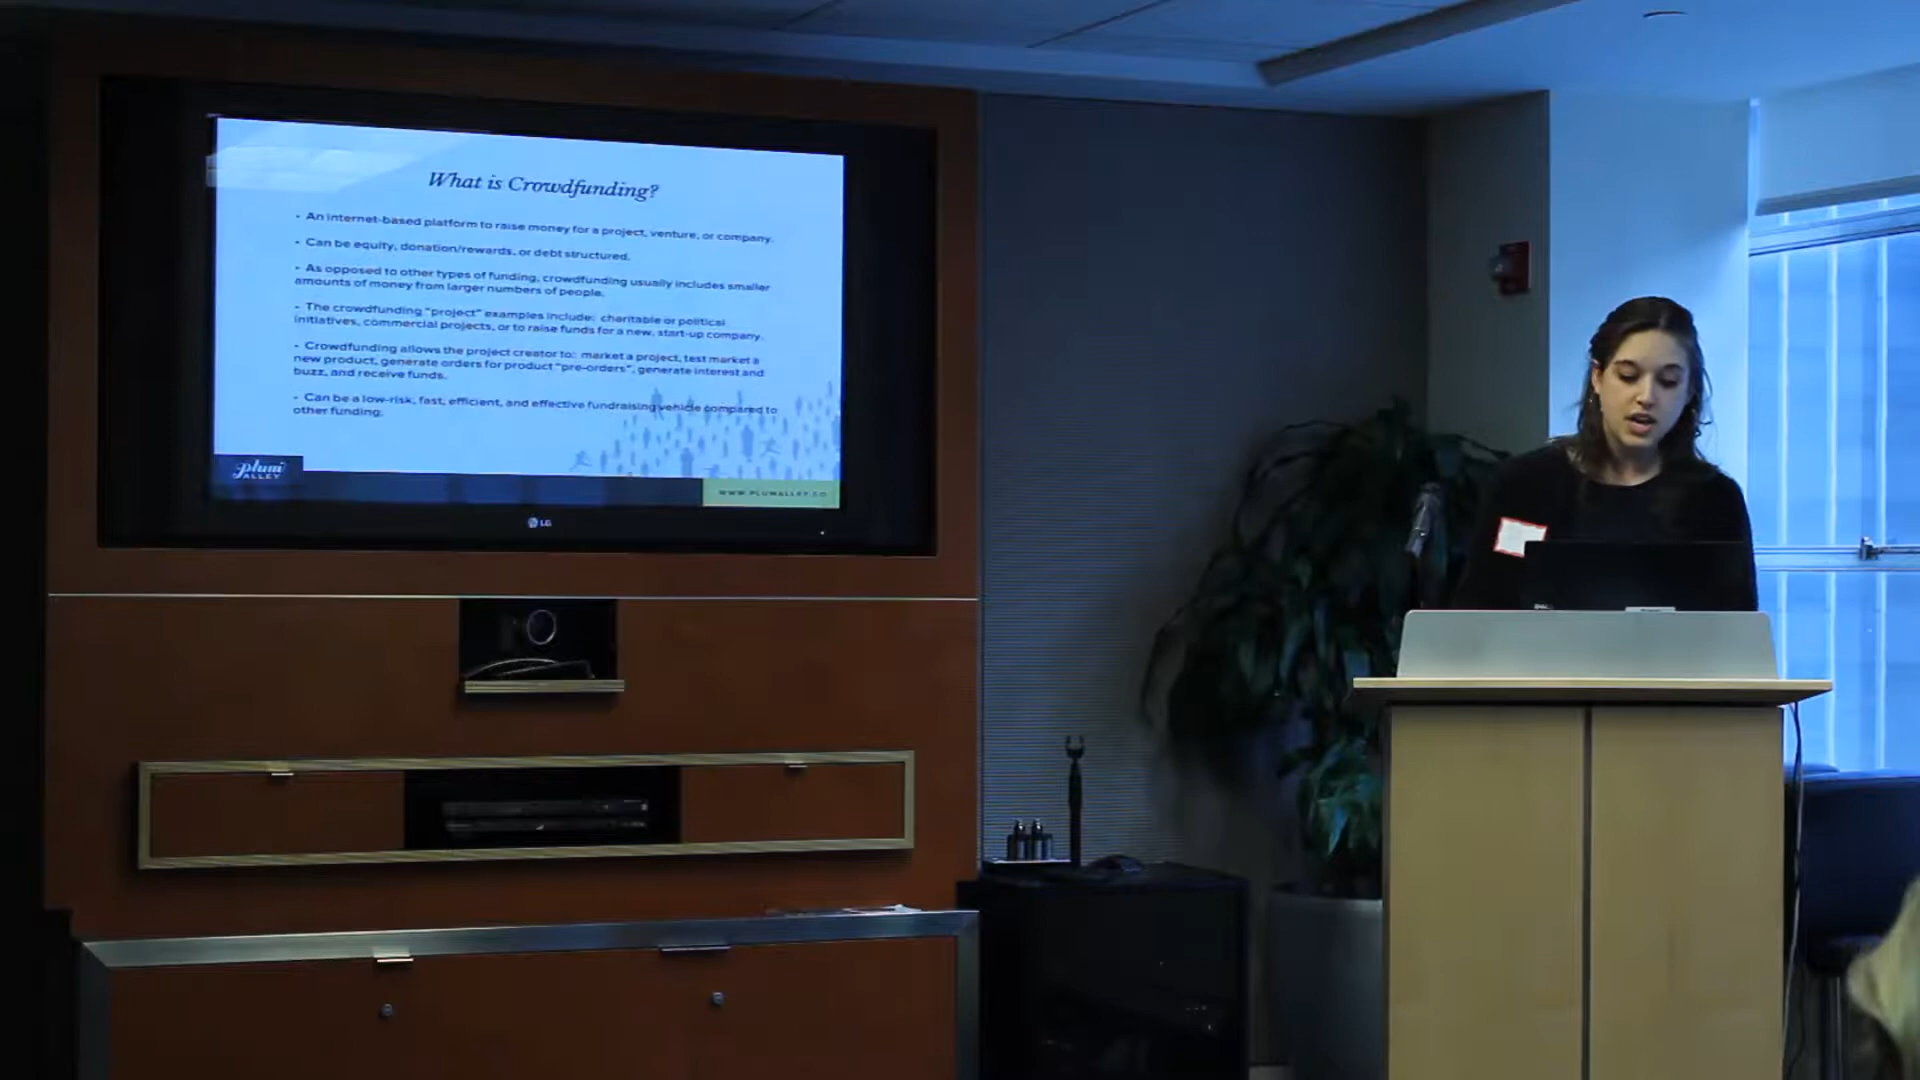 What is Crowdfunding?
- An internet-based platform to raise money for a project, venture, or company.
- Can be equity, donation/rewards, or debt structured.
- As opposed to other types of funding, crowdfunding usually includes smaller
amounts of money from larger numbers of people.
- The crowdfunding "project" examples include: charitable or political
initiatives, commercial projects, or to raise funds for a new, start-up company.
- Crowdfunding allows the project creator to: market a project, test market a
new product, generate orders for product "pre-orders", generate interest and
buzz, and receive funds.
- Can be a low-risk, fast, efficient, and effective fundraising vehicle compared to
other funding.
plum
ALLEY
WWW.PLUMALLEY.CO
LG